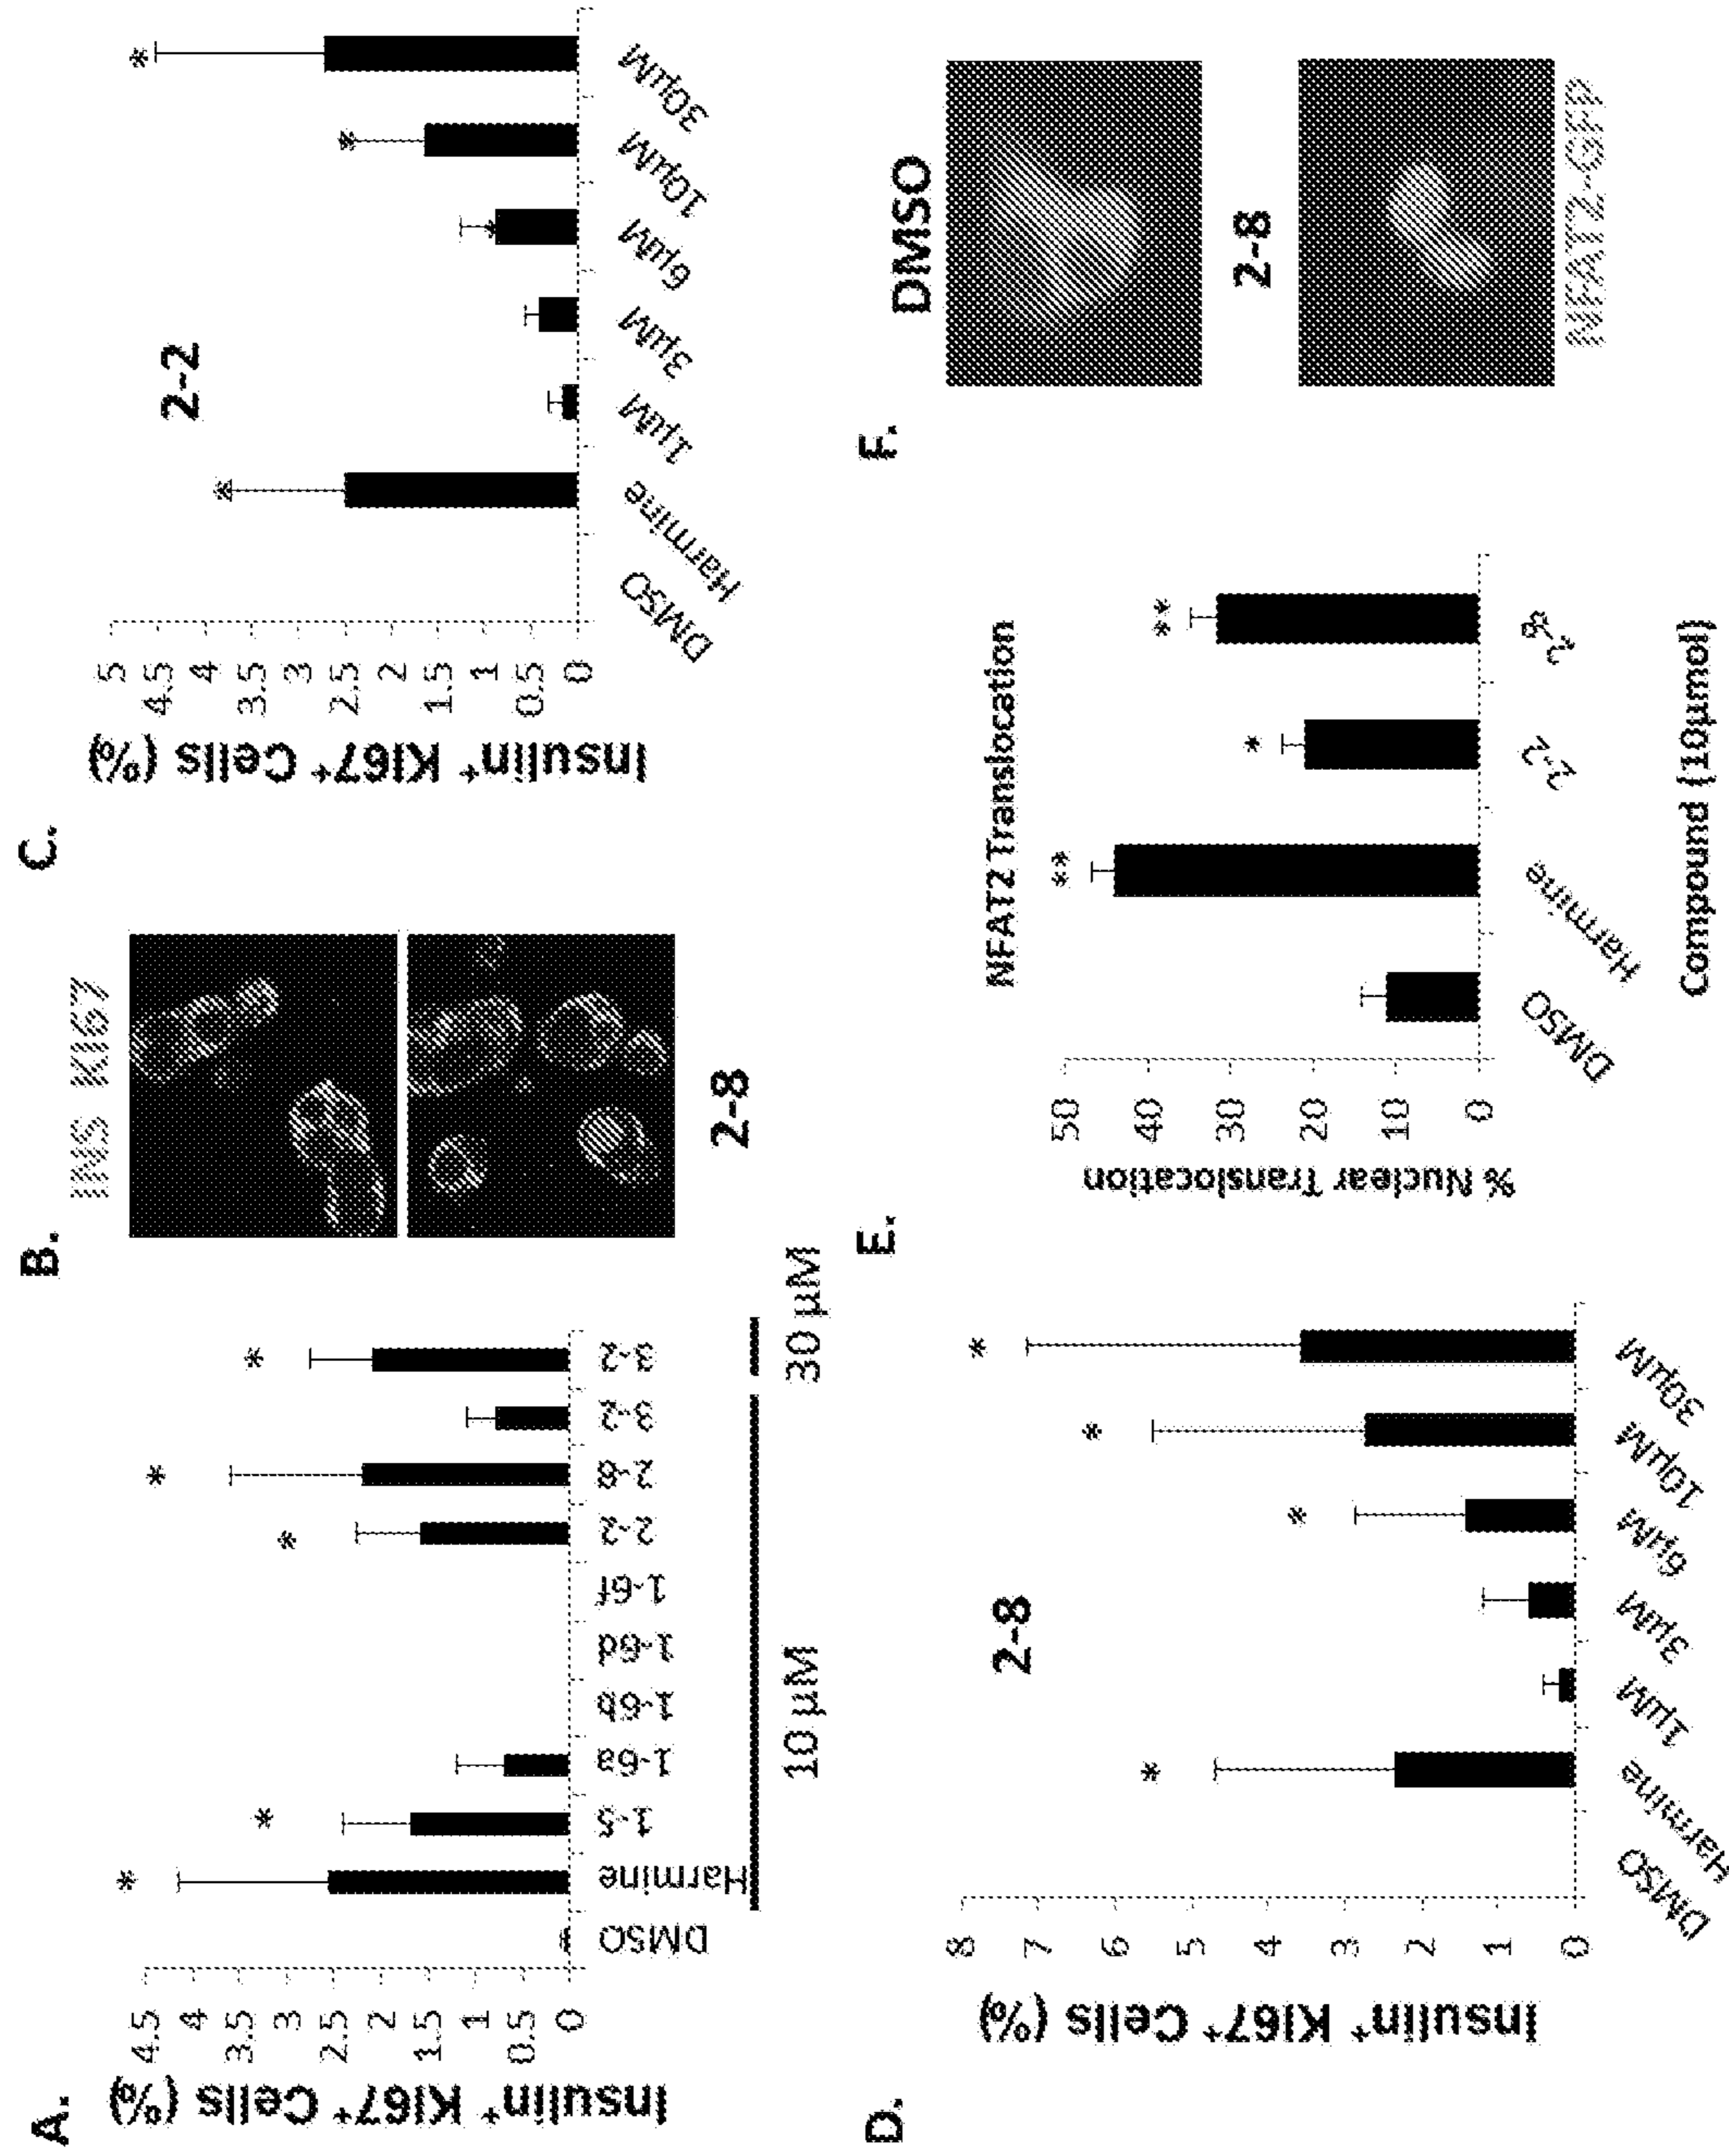 A.
Insulin⁺ KI67⁺ Cells (%)
4.5
4
3.5
3
2.5
2
1.5
1
0.5
0
DMSO
Harmine
1-5
1-6a
1-6b
1-6d
1-6f
2-2
2-8
3-2
3-2
10 µM
30 µM
B.
INS KI67
2-8
C.
Insulin⁺ KI67⁺ Cells (%)
2-2
5
4.5
4
3.5
3
2.5
2
1.5
1
0.5
0
DMSO
Harmine
1µM
3µM
6µM
10µM
30µM
D.
Insulin⁺ KI67⁺ Cells (%)
2-8
8
7
6
5
4
3
2
1
0
DMSO
Harmine
1µM
3µM
6µM
10µM
30µM
E.
NFAT2 Translocation
% Nuclear Translocation
50
40
30
20
10
0
DMSO
Harmine
2-2
2-8
Compound (10µmol)
F.
DMSO
2-8
NFAT2-GFP